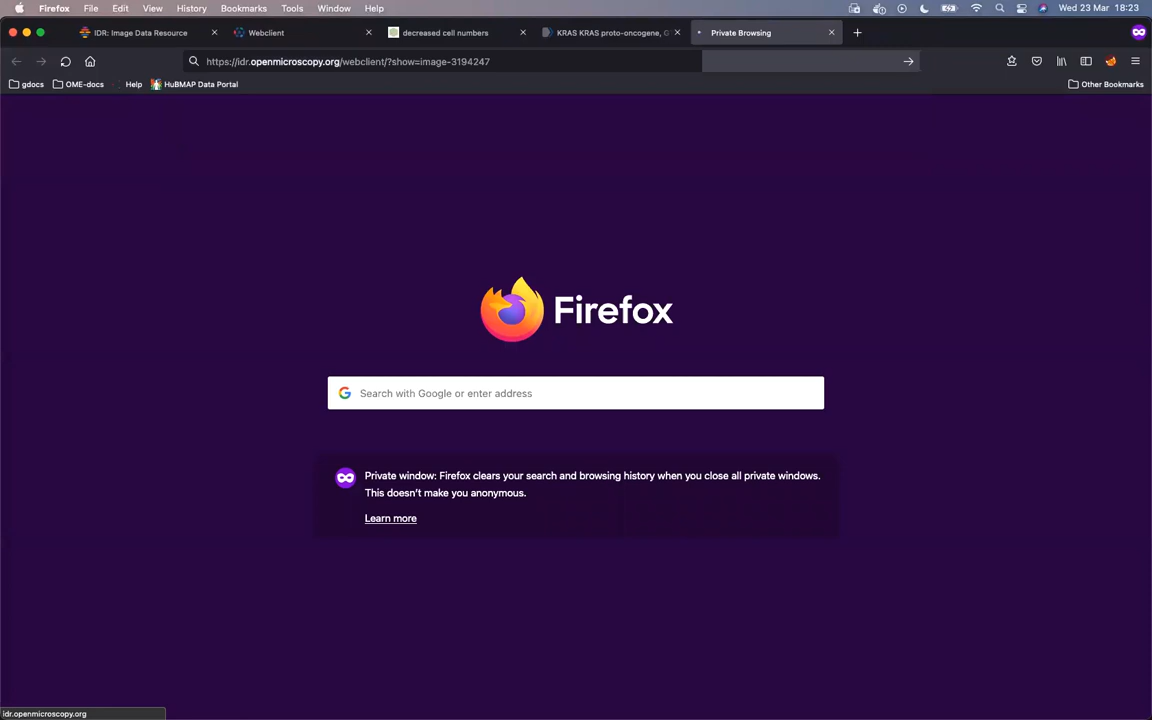 Firefox File Edit View History Bookmarks Tools Window Help Wed 23 Mar 18:23
IDR: Image Data Resource Webclient decreased cell numbers KRAS KRAS proto-oncogene, Private Browsing
https://idr.openmicroscopy.org/webclient/?show=image-3194247
gdocs OME-docs Help HuBMAP Data Portal Other Bookmarks
Firefox
Search with Google or enter address
Private window: Firefox clears your search and browsing history when you close all private windows.
This doesn't make you anonymous.
Learn more
idr.openmicroscopy.org